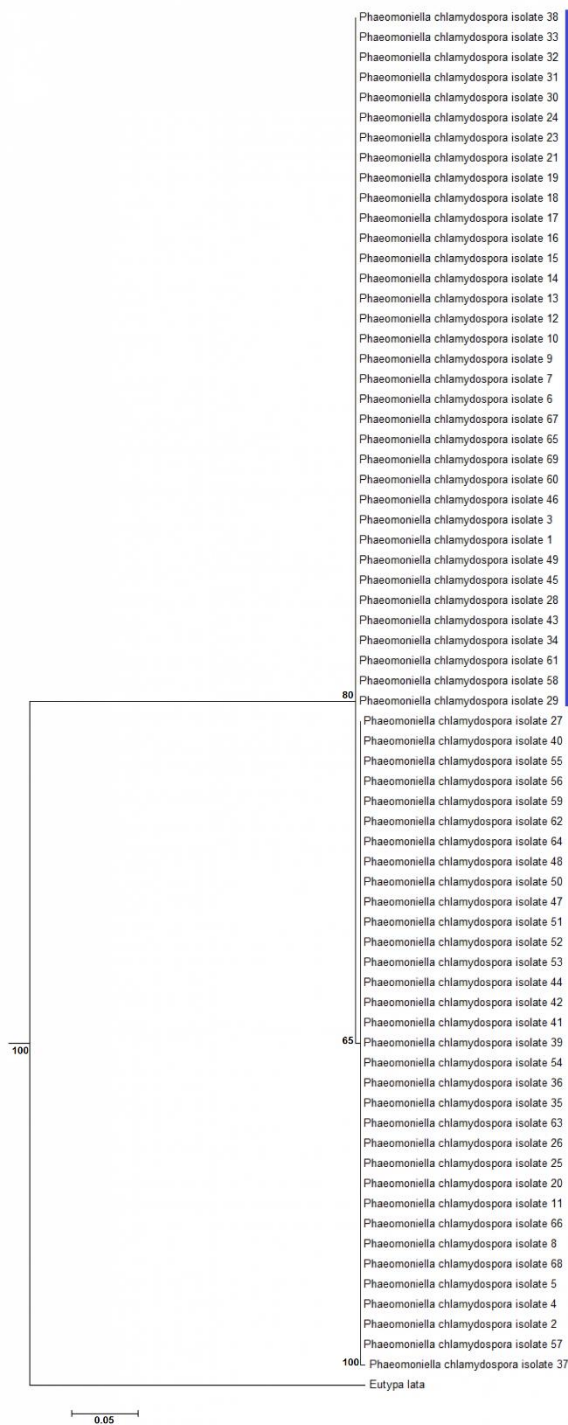 Phaeomoniella chlamydospora isolate 38
Phaeomoniella chlamydospora isolate 33
Phaeomoniella chlamydospora isolate 32
Phaeomoniella chlamydospora isolate 31
Phaeomoniella chlamydospora isolate 30
Phaeomoniella chlamydospora isolate 24
Phaeomoniella chlamydospora isolate 23
Phaeomoniella chlamydospora isolate 21
Phaeomoniella chlamydospora isolate 19
Phaeomoniella chlamydospora isolate 18
Phaeomoniella chlamydospora isolate 17
Phaeomoniella chlamydospora isolate 16
Phaeomoniella chlamydospora isolate 15
Phaeomoniella chlamydospora isolate 14
Phaeomoniella chlamydospora isolate 13
Phaeomoniella chlamydospora isolate 12
Phaeomoniella chlamydospora isolate 10
Phaeomoniella chlamydospora isolate 9
Phaeomoniella chlamydospora isolate 7
Phaeomoniella chlamydospora isolate 6
Phaeomoniella chlamydospora isolate 67
Phaeomoniella chlamydospora isolate 65
Phaeomoniella chlamydospora isolate 69
Phaeomoniella chlamydospora isolate 60
Phaeomoniella chlamydospora isolate 46
Phaeomoniella chlamydospora isolate 3
Phaeomoniella chlamydospora isolate 1
Phaeomoniella chlamydospora isolate 49
Phaeomoniella chlamydospora isolate 45
Phaeomoniella chlamydospora isolate 28
Phaeomoniella chlamydospora isolate 43
Phaeomoniella chlamydospora isolate 34
Phaeomoniella chlamydospora isolate 61
Phaeomoniella chlamydospora isolate 58
80 Phaeomoniella chlamydospora isolate 29
Phaeomoniella chlamydospora isolate 27
Phaeomoniella chlamydospora isolate 40
Phaeomoniella chlamydospora isolate 55
Phaeomoniella chlamydospora isolate 56
Phaeomoniella chlamydospora isolate 59
Phaeomoniella chlamydospora isolate 62
Phaeomoniella chlamydospora isolate 64
Phaeomoniella chlamydospora isolate 48
Phaeomoniella chlamydospora isolate 50
Phaeomoniella chlamydospora isolate 47
Phaeomoniella chlamydospora isolate 51
Phaeomoniella chlamydospora isolate 52
Phaeomoniella chlamydospora isolate 53
Phaeomoniella chlamydospora isolate 44
Phaeomoniella chlamydospora isolate 42
Phaeomoniella chlamydospora isolate 41
100 65 Phaeomoniella chlamydospora isolate 39
Phaeomoniella chlamydospora isolate 54
Phaeomoniella chlamydospora isolate 36
Phaeomoniella chlamydospora isolate 35
Phaeomoniella chlamydospora isolate 63
Phaeomoniella chlamydospora isolate 26
Phaeomoniella chlamydospora isolate 25
Phaeomoniella chlamydospora isolate 20
Phaeomoniella chlamydospora isolate 11
Phaeomoniella chlamydospora isolate 66
Phaeomoniella chlamydospora isolate 8
Phaeomoniella chlamydospora isolate 68
Phaeomoniella chlamydospora isolate 5
Phaeomoniella chlamydospora isolate 4
Phaeomoniella chlamydospora isolate 2
Phaeomoniella chlamydospora isolate 57
100 Phaeomoniella chlamydospora isolate 37
Eutypa lata
0.05